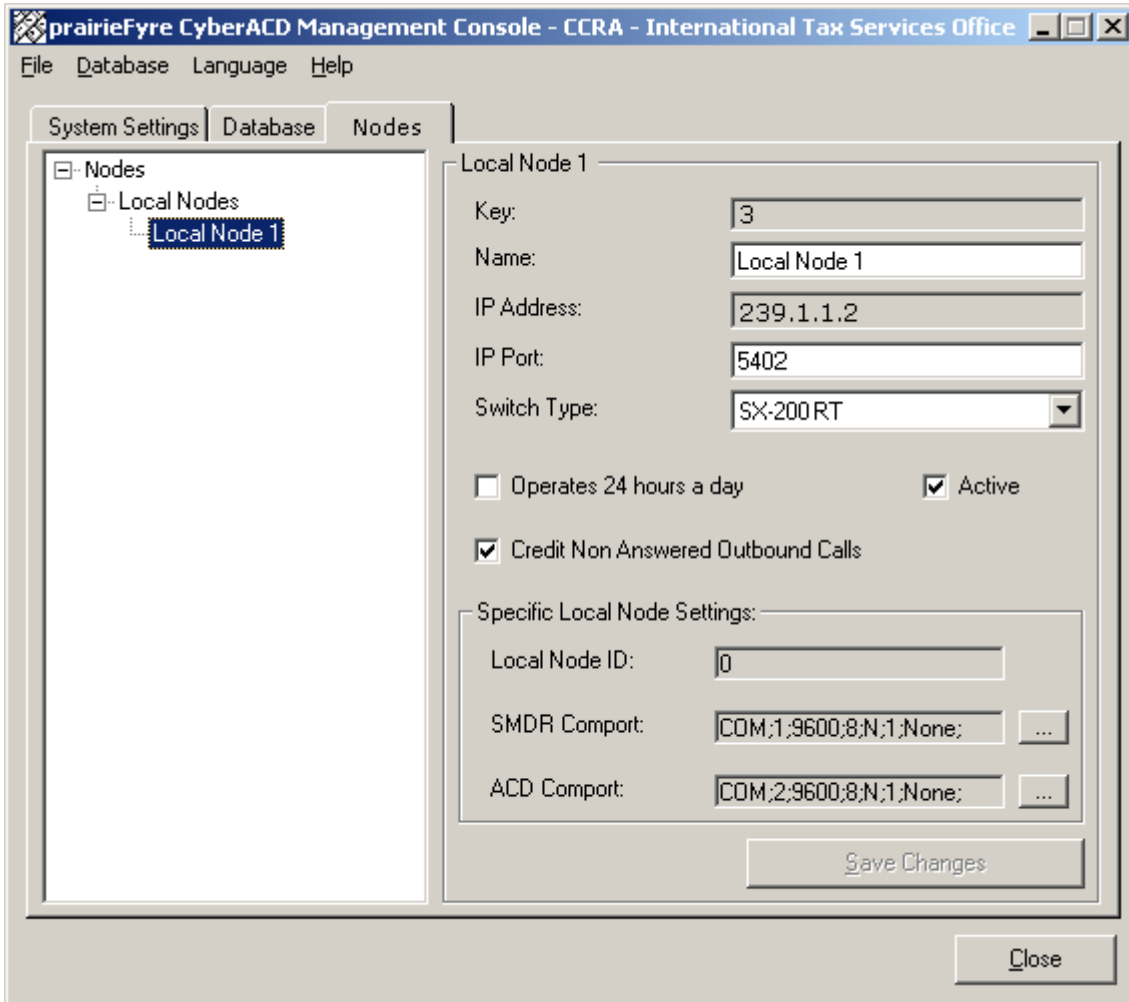 prairieFyre CyberACD Management Console - CCRA - International Tax Services Office
File Database Language Help
System Settings Database Nodes
Nodes
Local Nodes
Local Node 1
Local Node 1
Key: 3
Name: Local Node 1
IP Address: 239.1.1.2
IP Port: 5402
Switch Type: SX-200 RT
Operates 24 hours a day Active
Credit Non Answered Outbound Calls
Specific Local Node Settings:
Local Node ID: 0
SMDR Comport: COM;1;9600;8;N;1;None; ...
ACD Comport: COM;2;9600;8;N;1;None; ...
Save Changes
Close